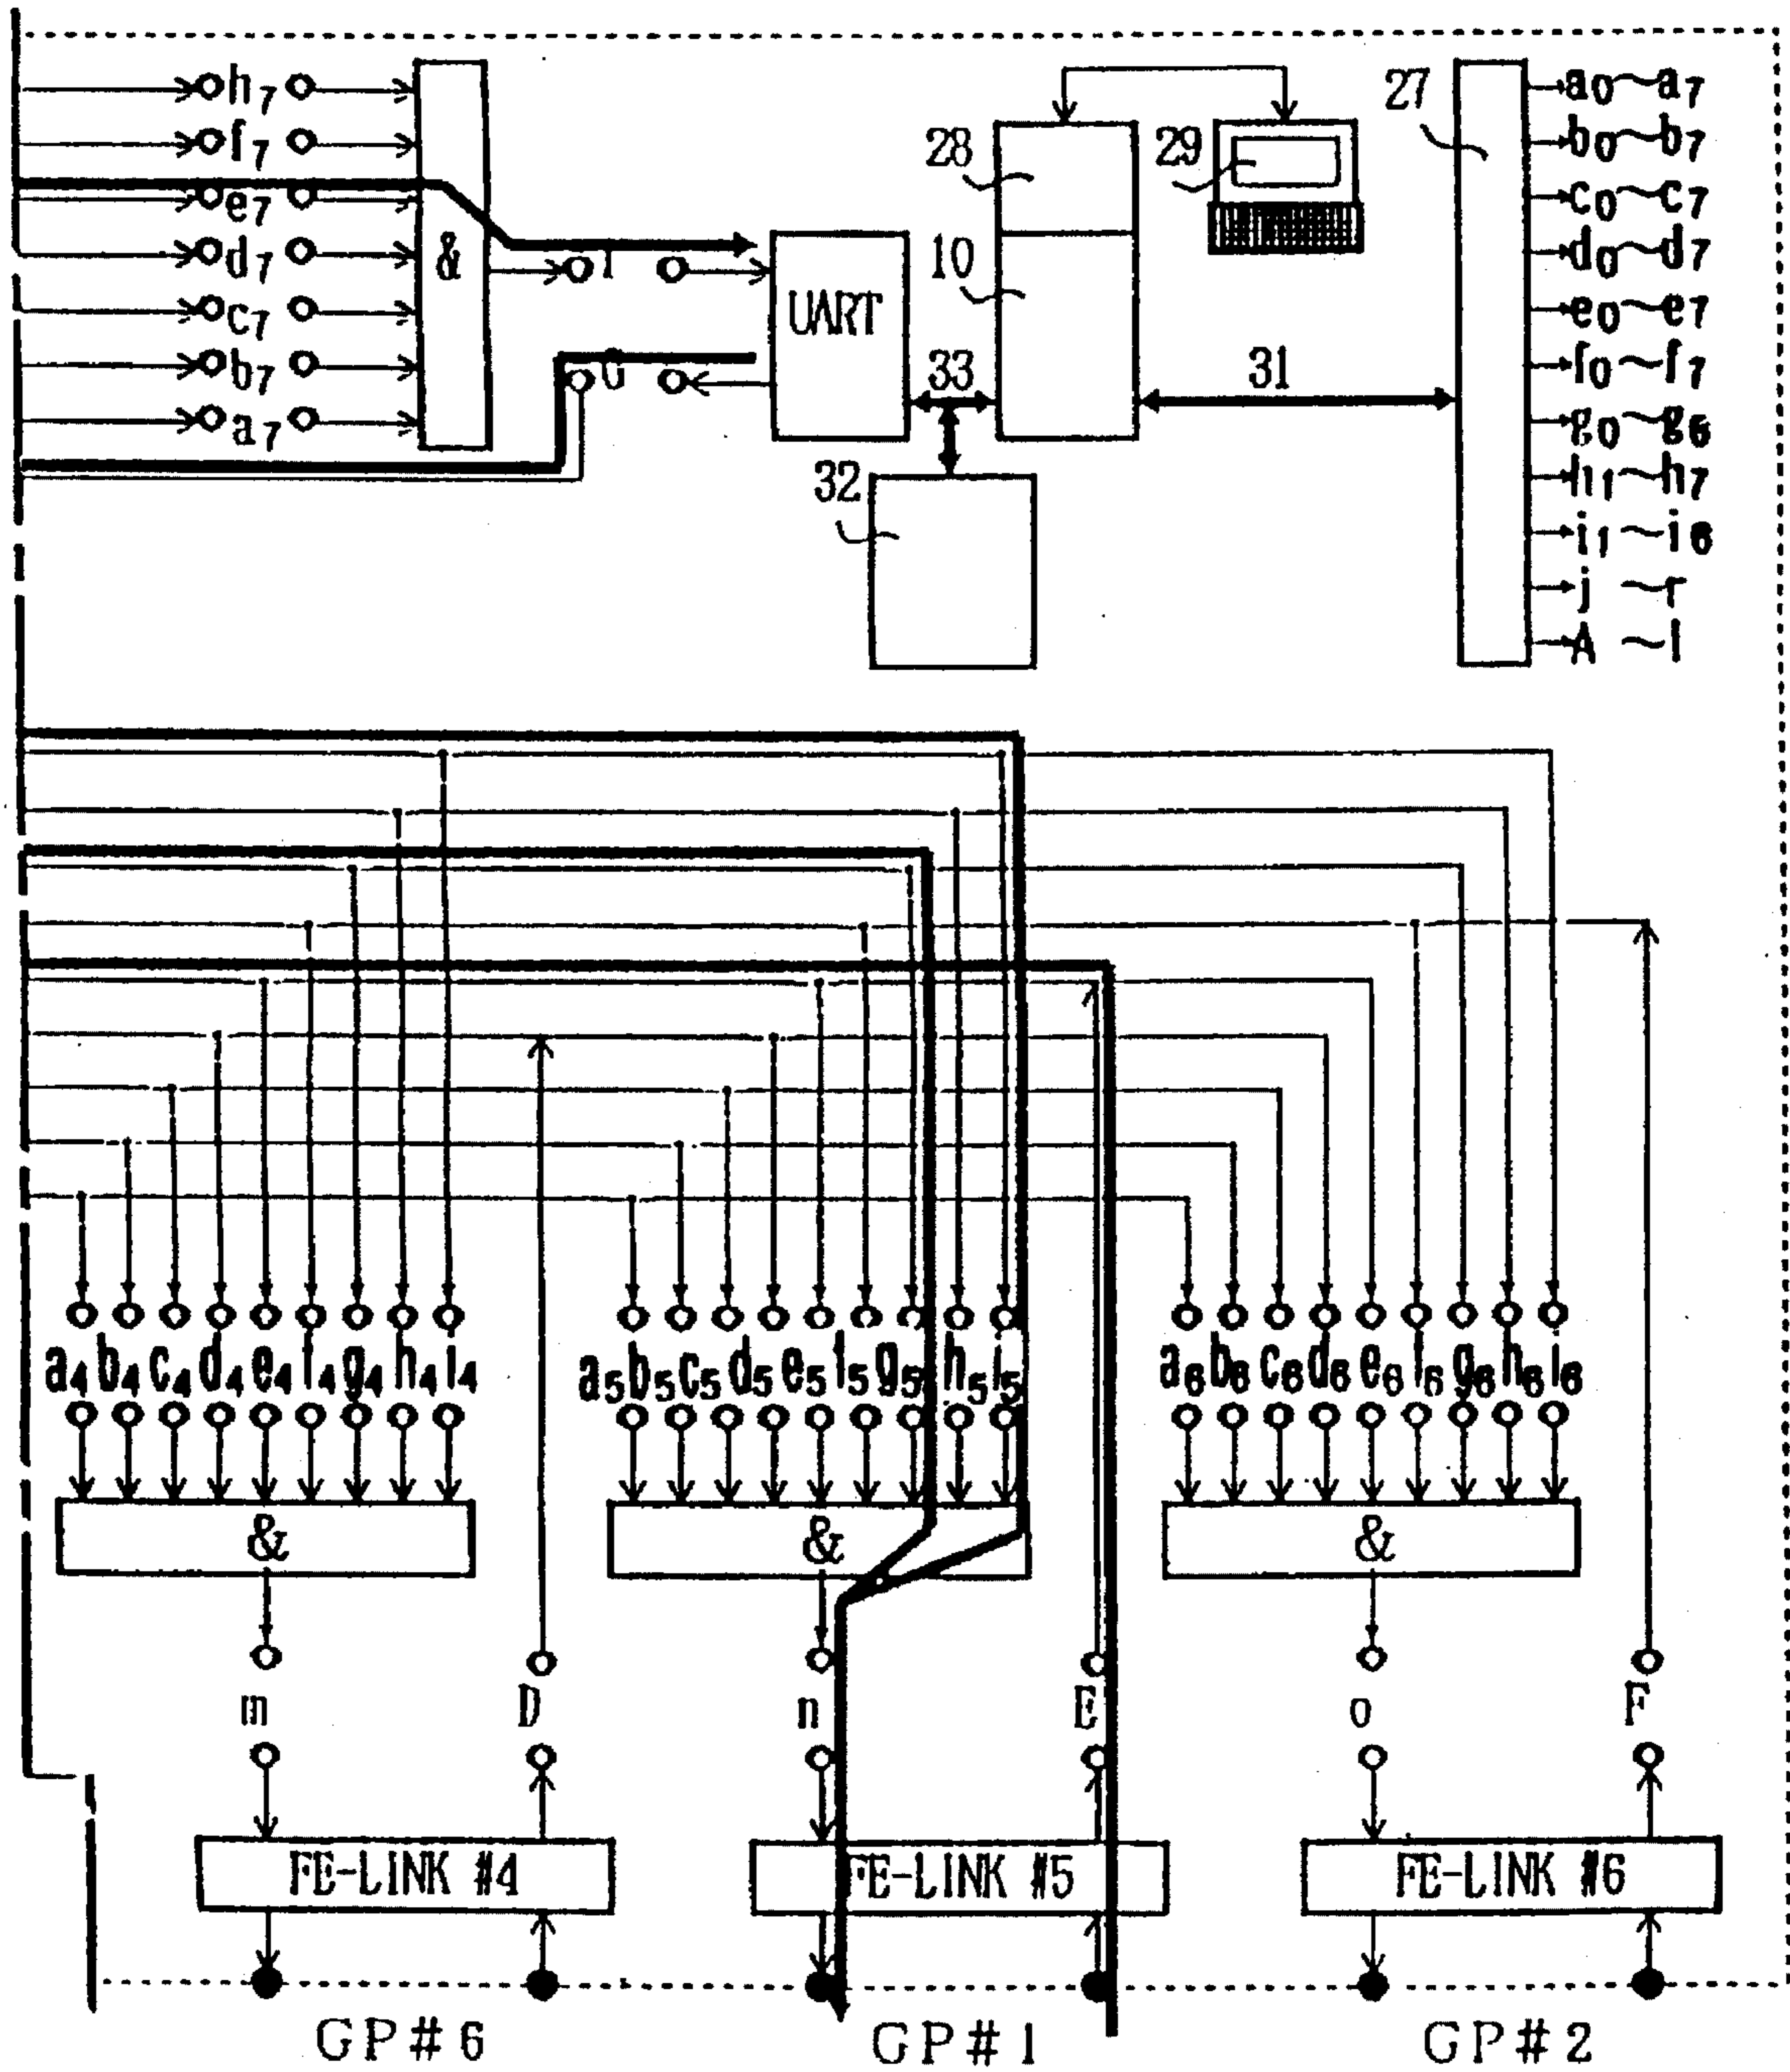 h7
f7
e7
d7
c7
b7
a7
&
I
G
UART
28
10
29
27
33
31
32
a0~a7
b0~b7
c0~c7
d0~d7
e0~e7
f0~f7
g0~g6
h1~h7
i1~i6
j ~r
A ~I
a4 b4 c4 d4 e4 f4 g4 h4 i4
a5 b5 c5 d5 e5 f5 g5 h5 i5
a6 b6 c6 d6 e6 f6 g6 h6 i6
& & &
m D n E o F
FE-LINK #4 FE-LINK #5 FE-LINK #6
GP#6 GP#1 GP#2